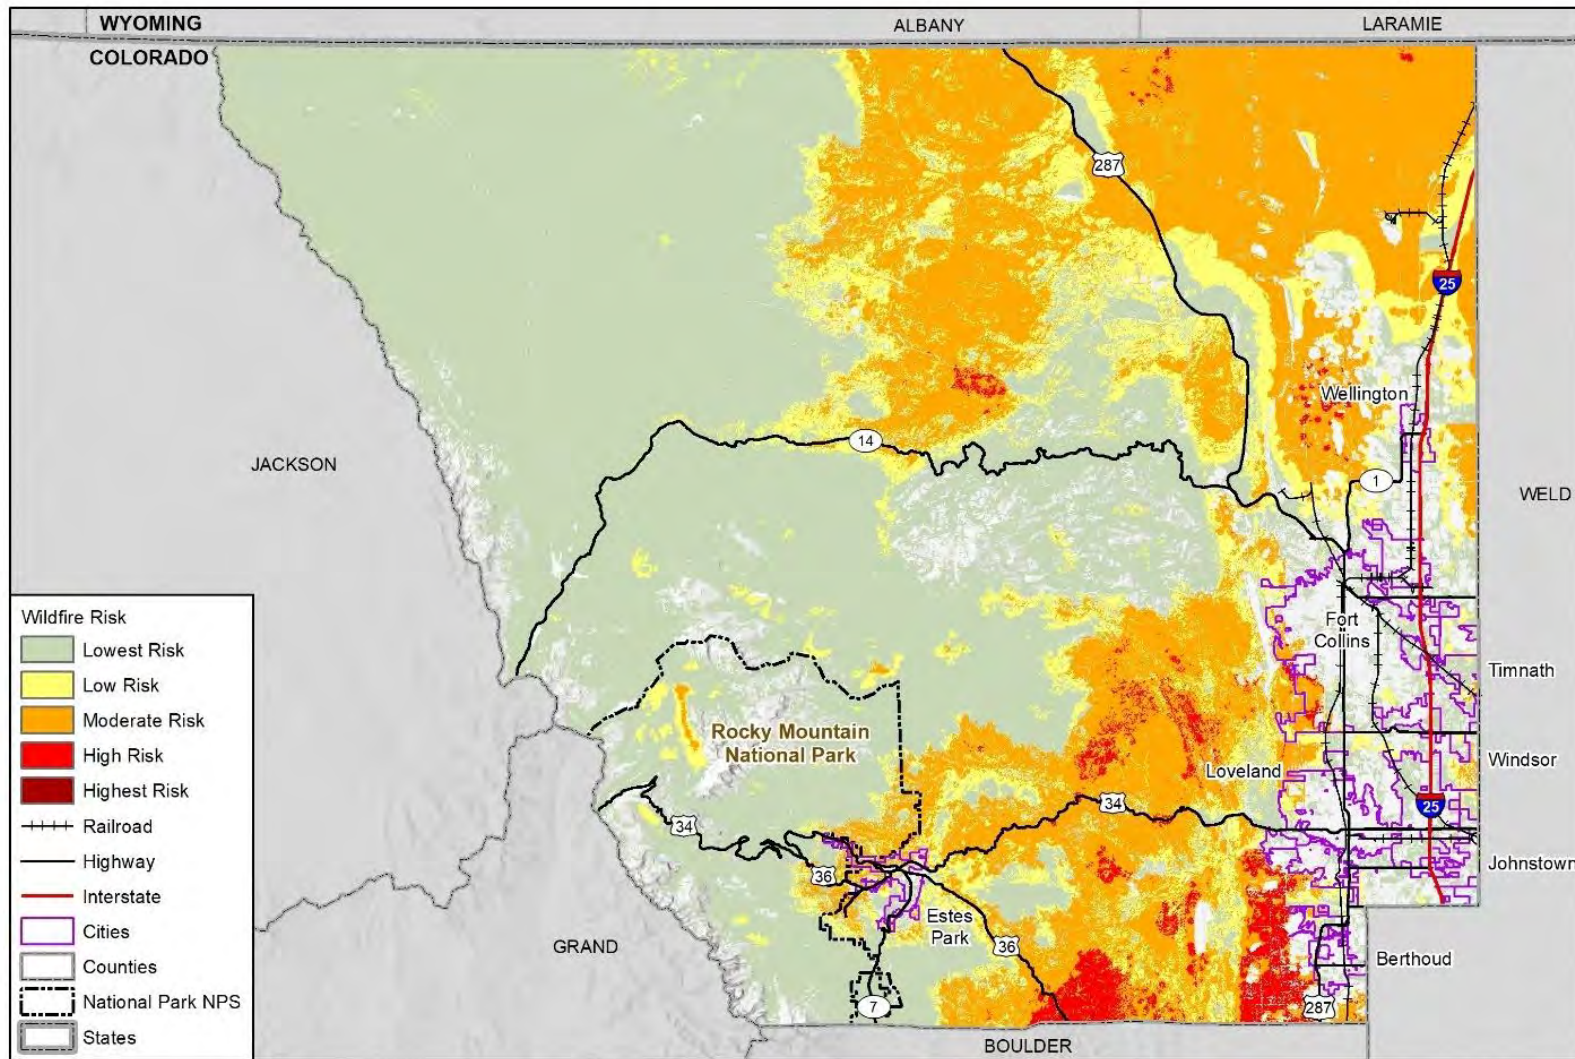 WYOMING
ALBANY
LARAMIE
COLORADO
287
25
Wellington
JACKSON
14
1
WELD
Wildfire Risk
Lowest Risk
Low Risk
Moderate Risk
High Risk
Highest Risk
Railroad
Highway
Interstate
Cities
Counties
National Park NPS
States
Fort
Collins
Timnath
Rocky Mountain
National Park
Loveland
Windsor
34
34
25
36
Johnstown
Estes
Park
36
GRAND
Berthoud
7
287
BOULDER